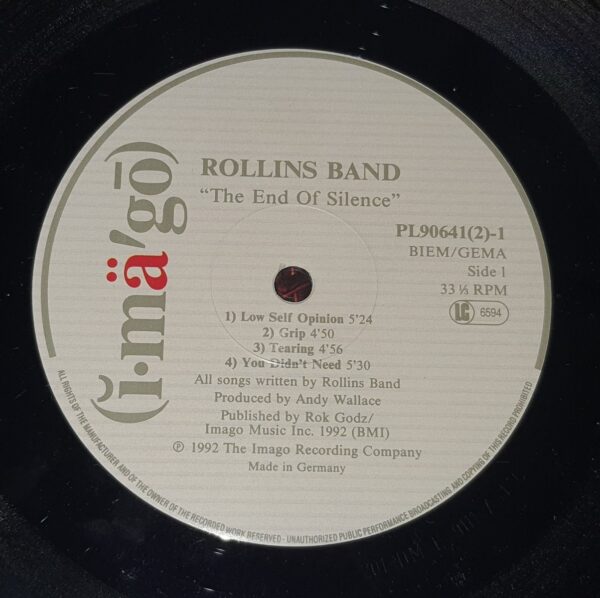 (ĭ·mä′gō)
ROLLINS BAND
“The End Of Silence”
PL90641(2)-1
BIEM/GEMA
Side 1
33 ⅓ RPM
LC 6594
1) Low Self Opinion 5'24
2) Grip 4'50
3) Tearing 4'56
4) You Didn't Need 5'30
All songs written by Rollins Band
Produced by Andy Wallace
Published by Rok Godz/
Imago Music Inc. 1992 (BMI)
℗ 1992 The Imago Recording Company
Made in Germany
ALL RIGHTS OF THE MANUFACTURER AND OF THE OWNER OF THE RECORDED WORK RESERVED - UNAUTHORIZED PUBLIC PERFORMANCE BROADCASTING AND COPYING OF THIS RECORD PROHIBITED